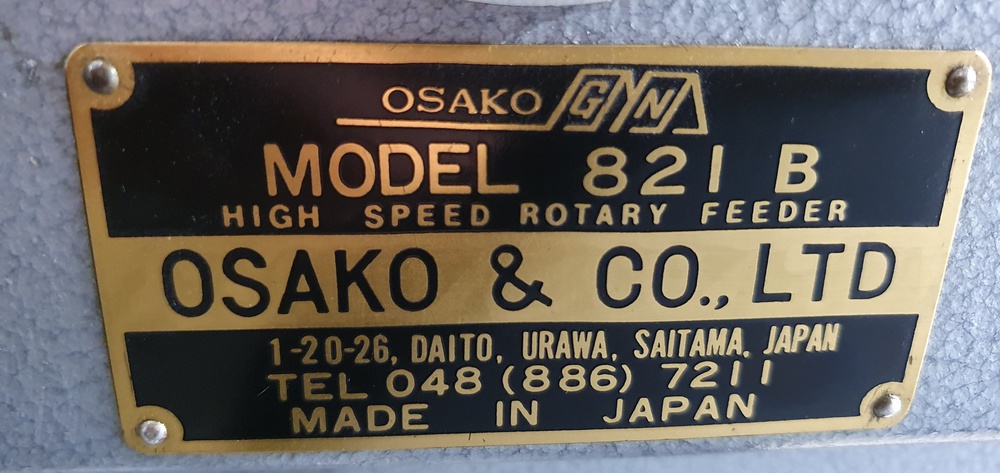 OSAKO GYN
MODEL 821 B
HIGH SPEED ROTARY FEEDER
OSAKO & CO., LTD
1-20-26, DAITO, URAWA, SAITAMA, JAPAN
TEL 048 (886) 7211
MADE IN JAPAN